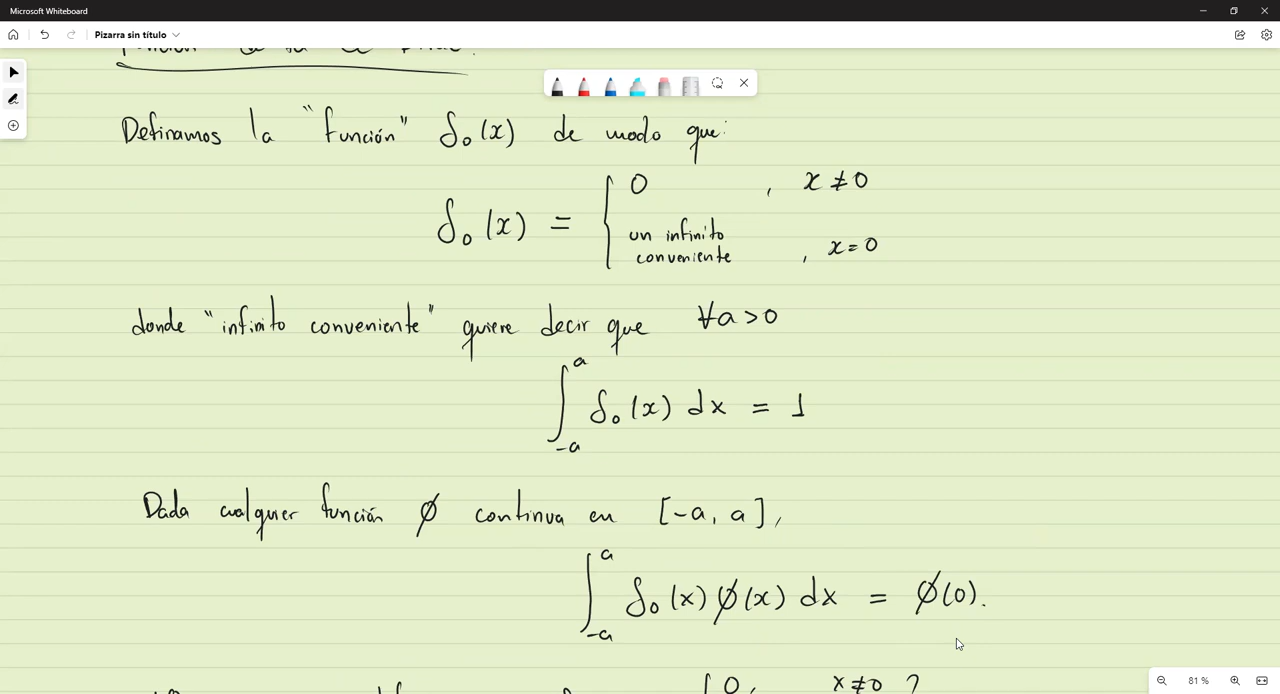 Microsoft Whiteboard
Pizarra sin título
Definamos la "función" δ₀(x) de modo que:
δ₀(x) = { 0 , x ≠ 0
un infinito conveniente , x = 0
donde "infinito conveniente" quiere decir que ∀a > 0
∫_{-a}^{a} δ₀(x) dx = 1
Dada cualquier función ∅ continua en [-a, a],
∫_{-a}^{a} δ₀(x) ∅(x) dx = ∅(0).
{ 0, x ≠ 0 ?
81 %